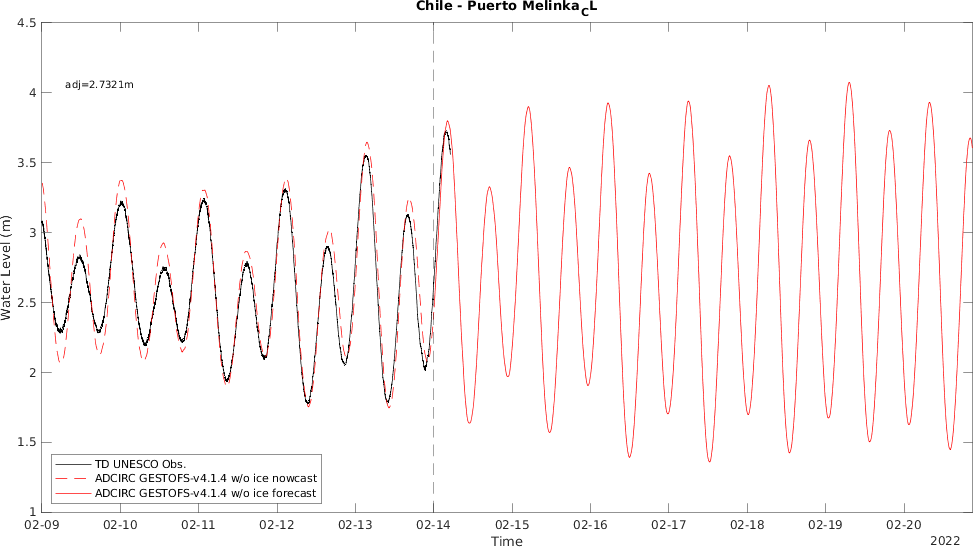 Chile - Puerto Melinka_CL
4.5
4
3.5
3
2.5
2
1.5
1
Water Level (m)
adj=2.7321m
TD UNESCO Obs.
ADCIRC GESTOFS-v4.1.4 w/o ice nowcast
ADCIRC GESTOFS-v4.1.4 w/o ice forecast
02-09 02-10 02-11 02-12 02-13 02-14 02-15 02-16 02-17 02-18 02-19 02-20
Time
2022